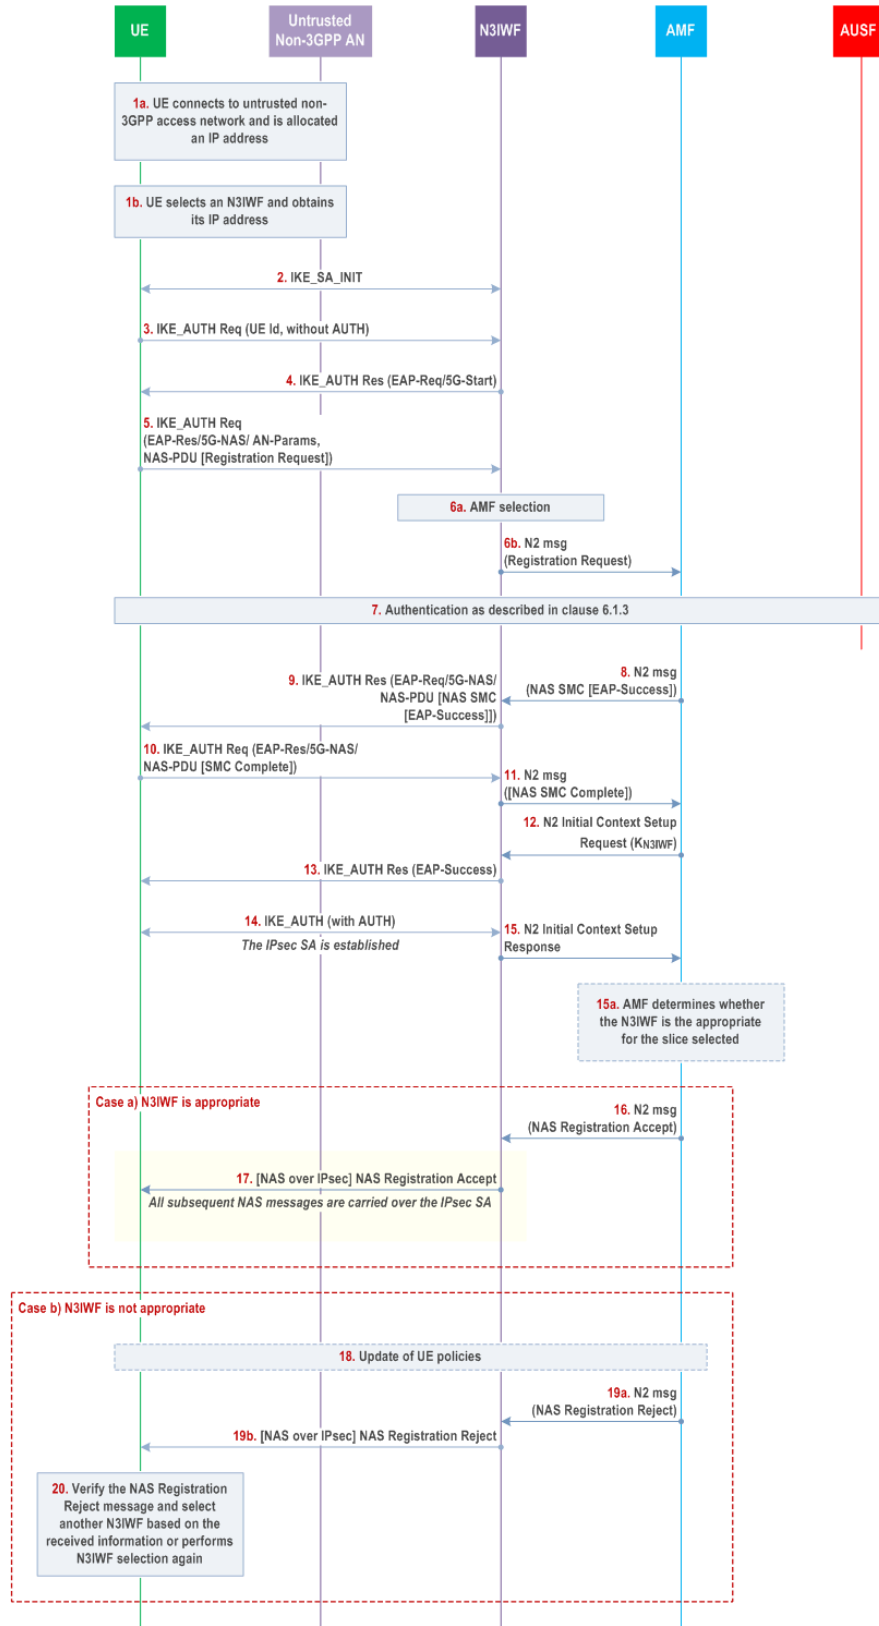 UE
Untrusted
Non-3GPP AN
N3IWF
AMF
AUSF
1a. UE connects to untrusted non-
3GPP access network and is allocated
an IP address
1b. UE selects an N3IWF and obtains
its IP address
2. IKE_SA_INIT
3. IKE_AUTH Req (UE Id, without AUTH)
4. IKE_AUTH Res (EAP-Req/5G-Start)
5. IKE_AUTH Req
(EAP-Res/5G-NAS/ AN-Params,
NAS-PDU [Registration Request])
6a. AMF selection
6b. N2 msg
(Registration Request)
7. Authentication as described in clause 6.1.3
8. N2 msg
(NAS SMC [EAP-Success])
9. IKE_AUTH Res (EAP-Req/5G-NAS/
NAS-PDU [NAS SMC
[EAP-Success]])
10. IKE_AUTH Req (EAP-Res/5G-NAS/
NAS-PDU [SMC Complete])
11. N2 msg
([NAS SMC Complete])
12. N2 Initial Context Setup
Request (KN3IWF)
13. IKE_AUTH Res (EAP-Success)
14. IKE_AUTH (with AUTH)
The IPsec SA is established
15. N2 Initial Context Setup
Response
15a. AMF determines whether
the N3IWF is the appropriate
for the slice selected
Case a) N3IWF is appropriate
16. N2 msg
(NAS Registration Accept)
17. [NAS over IPsec] NAS Registration Accept
All subsequent NAS messages are carried over the IPsec SA
Case b) N3IWF is not appropriate
18. Update of UE policies
19a. N2 msg
(NAS Registration Reject)
19b. [NAS over IPsec] NAS Registration Reject
20. Verify the NAS Registration
Reject message and select
another N3IWF based on the
received information or performs
N3IWF selection again